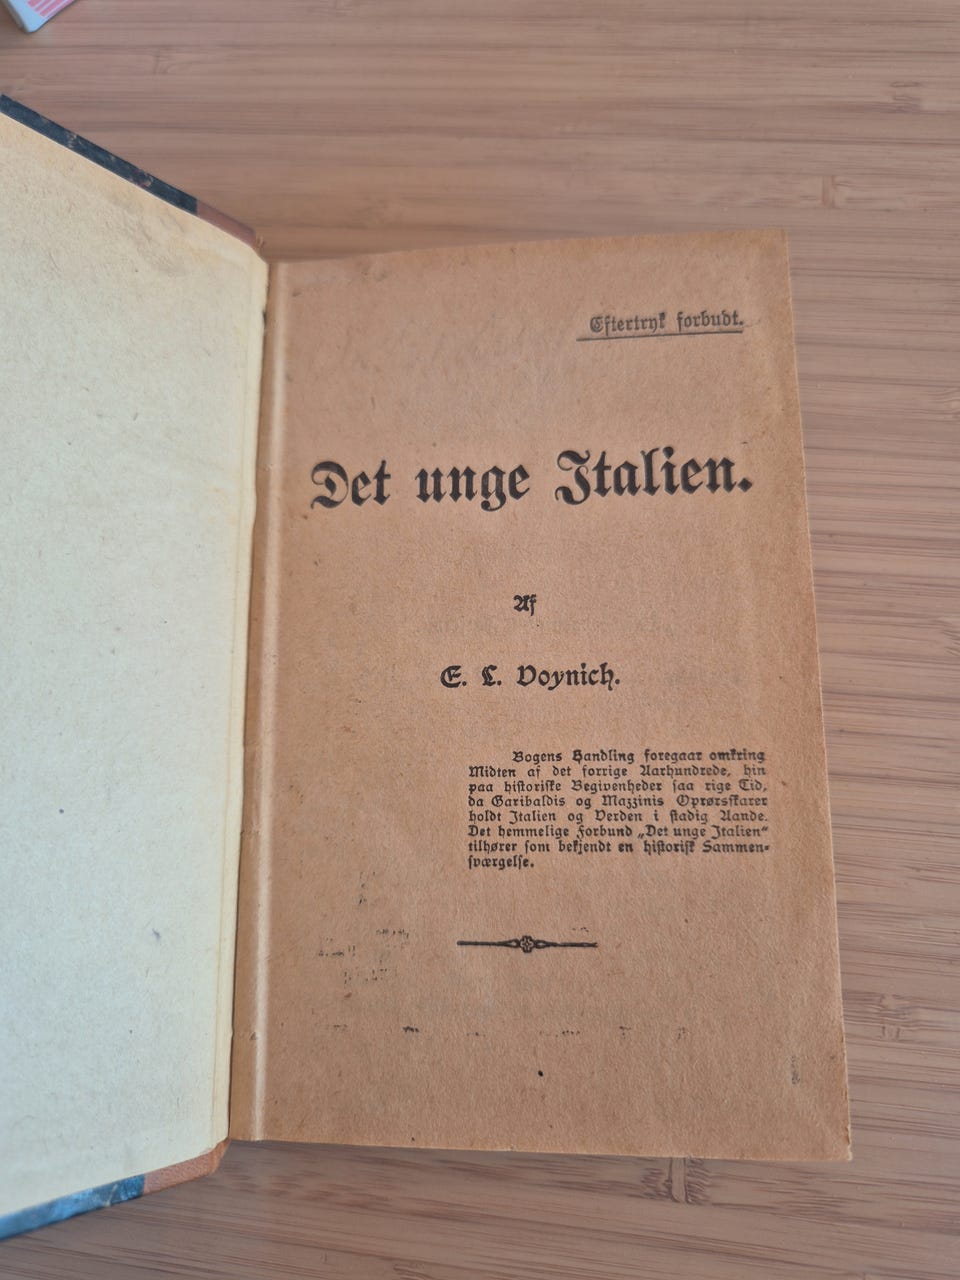 Eftertryk forbudt.
Det unge Italien.
Af
E. L. Voynich.
Bogens Handling foregaar omkring
Midten af det forrige Aarhundrede, hin
paa historiske Begivenheder saa rige Tid,
da Garibaldis og Mazzinis Oprørsskarer
holdt Italien og Verden i stadig Aande.
Det hemmelige Forbund „Det unge Italien“
tilhører som bekjendt en historisk Sammen-
sværgelse.